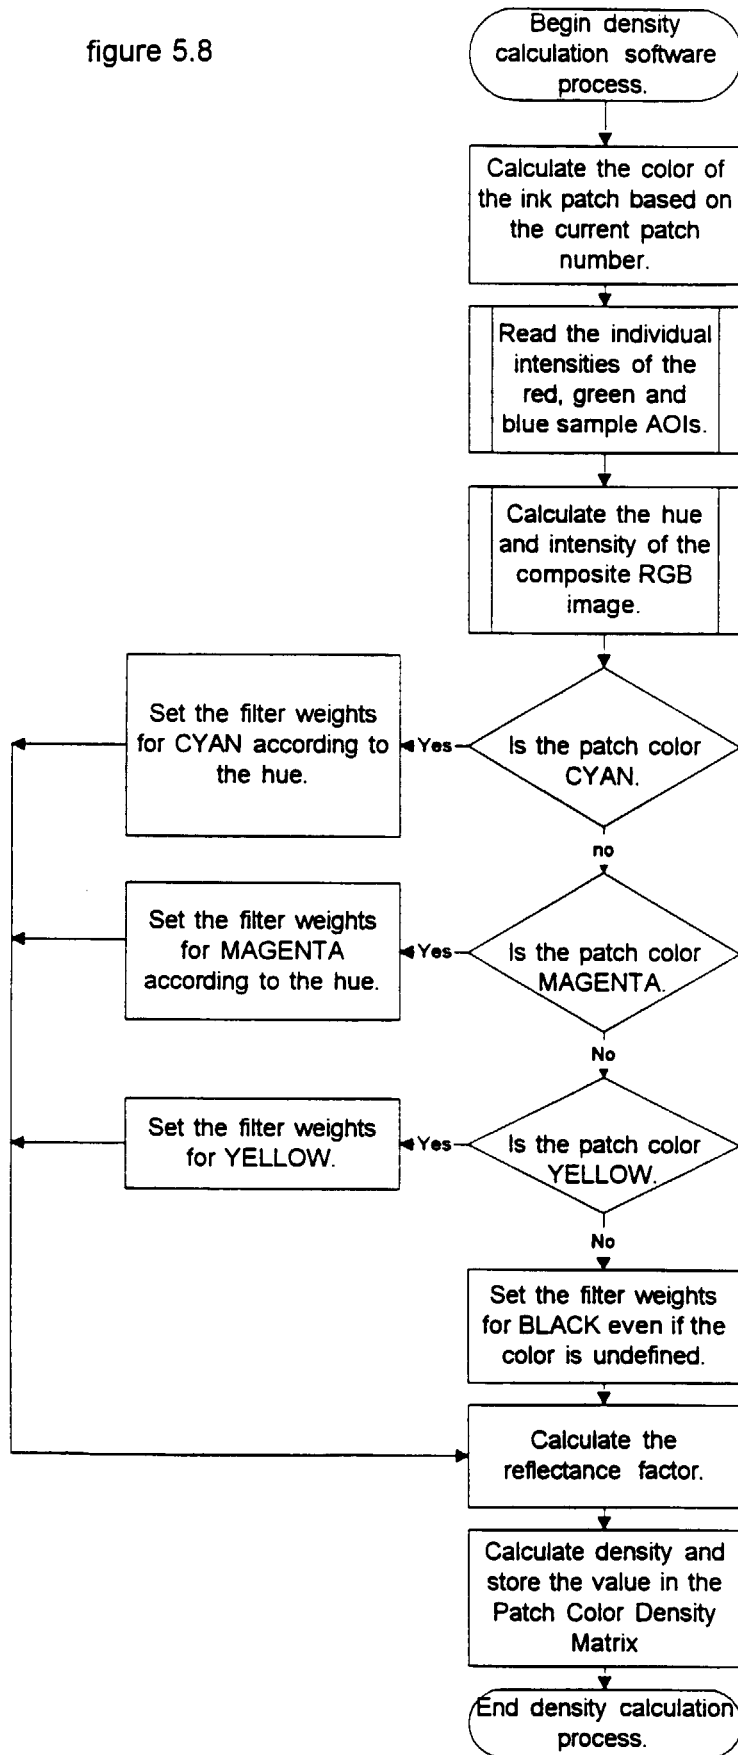 figure 5.8
Begin density
calculation software
process.
Calculate the color of
the ink patch based on
the current patch
number.
Read the individual
intensities of the
red, green and
blue sample AOIs.
Calculate the hue
and intensity of the
composite RGB
image.
Set the filter weights
for CYAN according to
the hue.
Yes
Is the patch color
CYAN.
no
Set the filter weights
for MAGENTA
according to the hue.
Yes
Is the patch color
MAGENTA.
No
Set the filter weights
for YELLOW.
Yes
Is the patch color
YELLOW.
No
Set the filter weights
for BLACK even if the
color is undefined.
Calculate the
reflectance factor.
Calculate density and
store the value in the
Patch Color Density
Matrix
End density calculation
process.